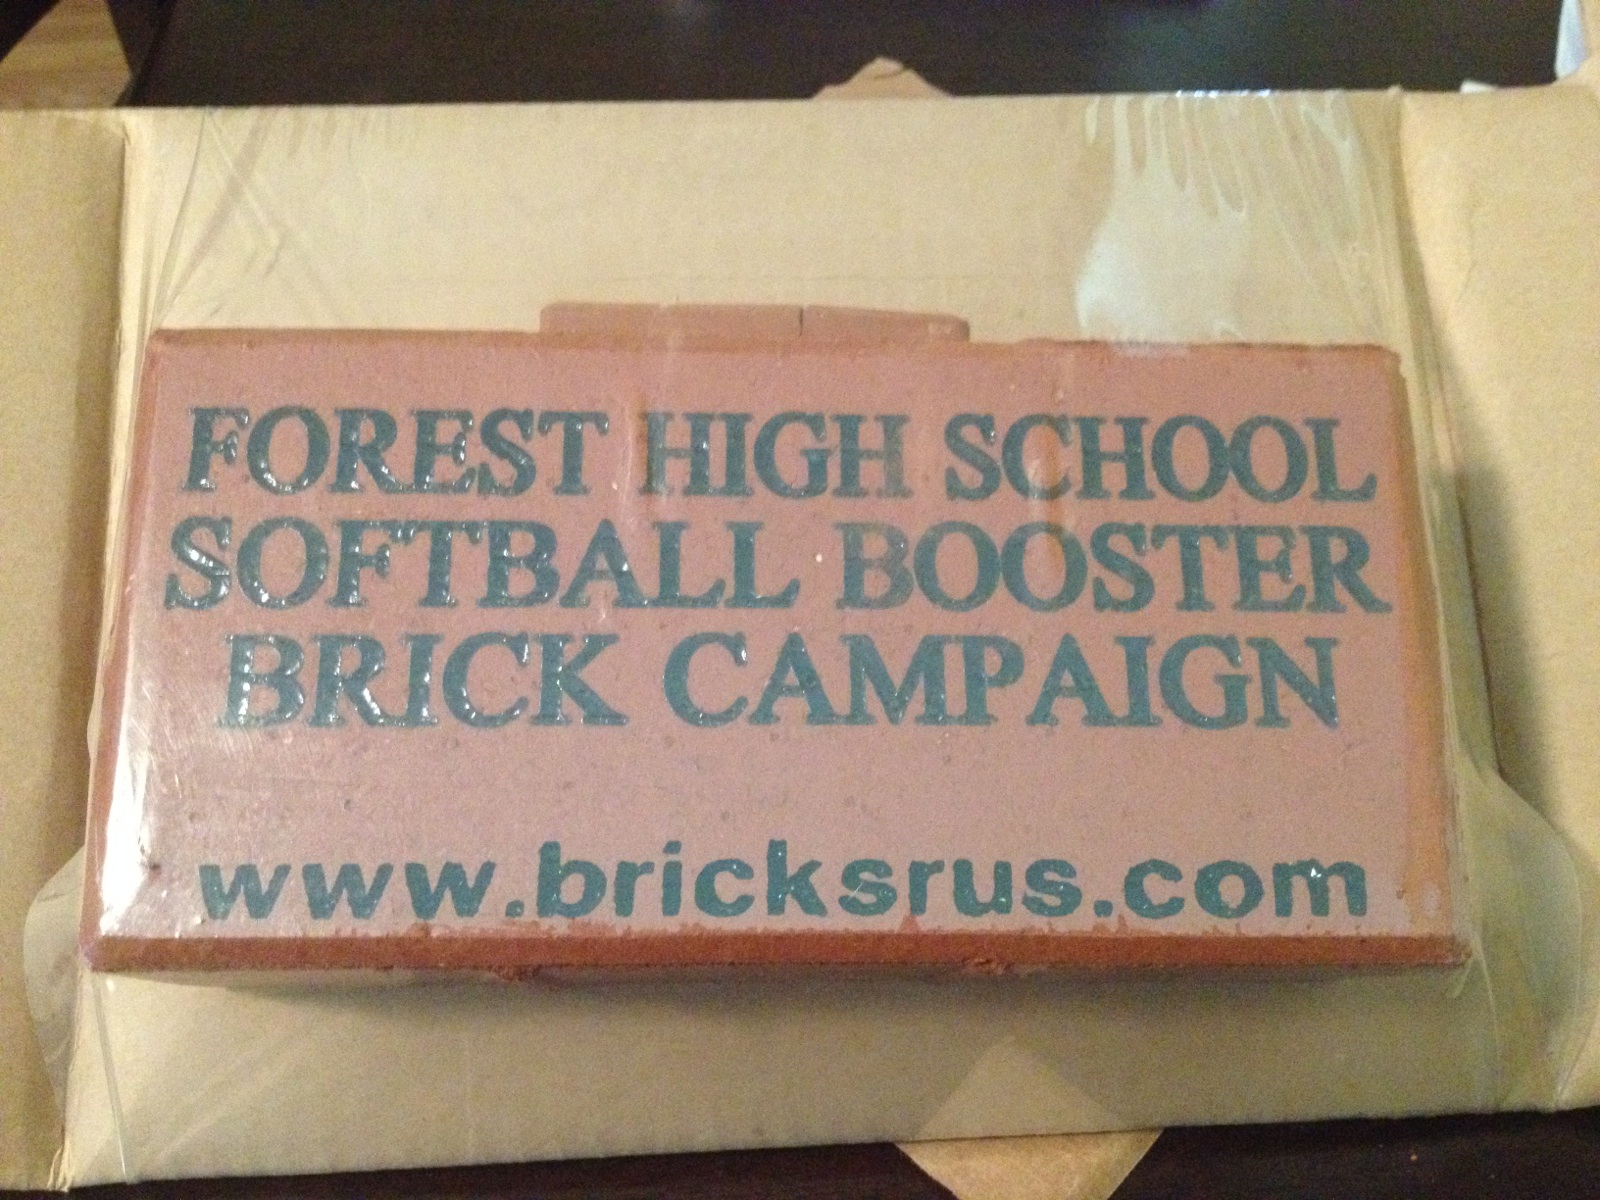 FOREST HIGH SCHOOL
SOFTBALL BOOSTER
BRICK CAMPAIGN
www.bricksrus.com